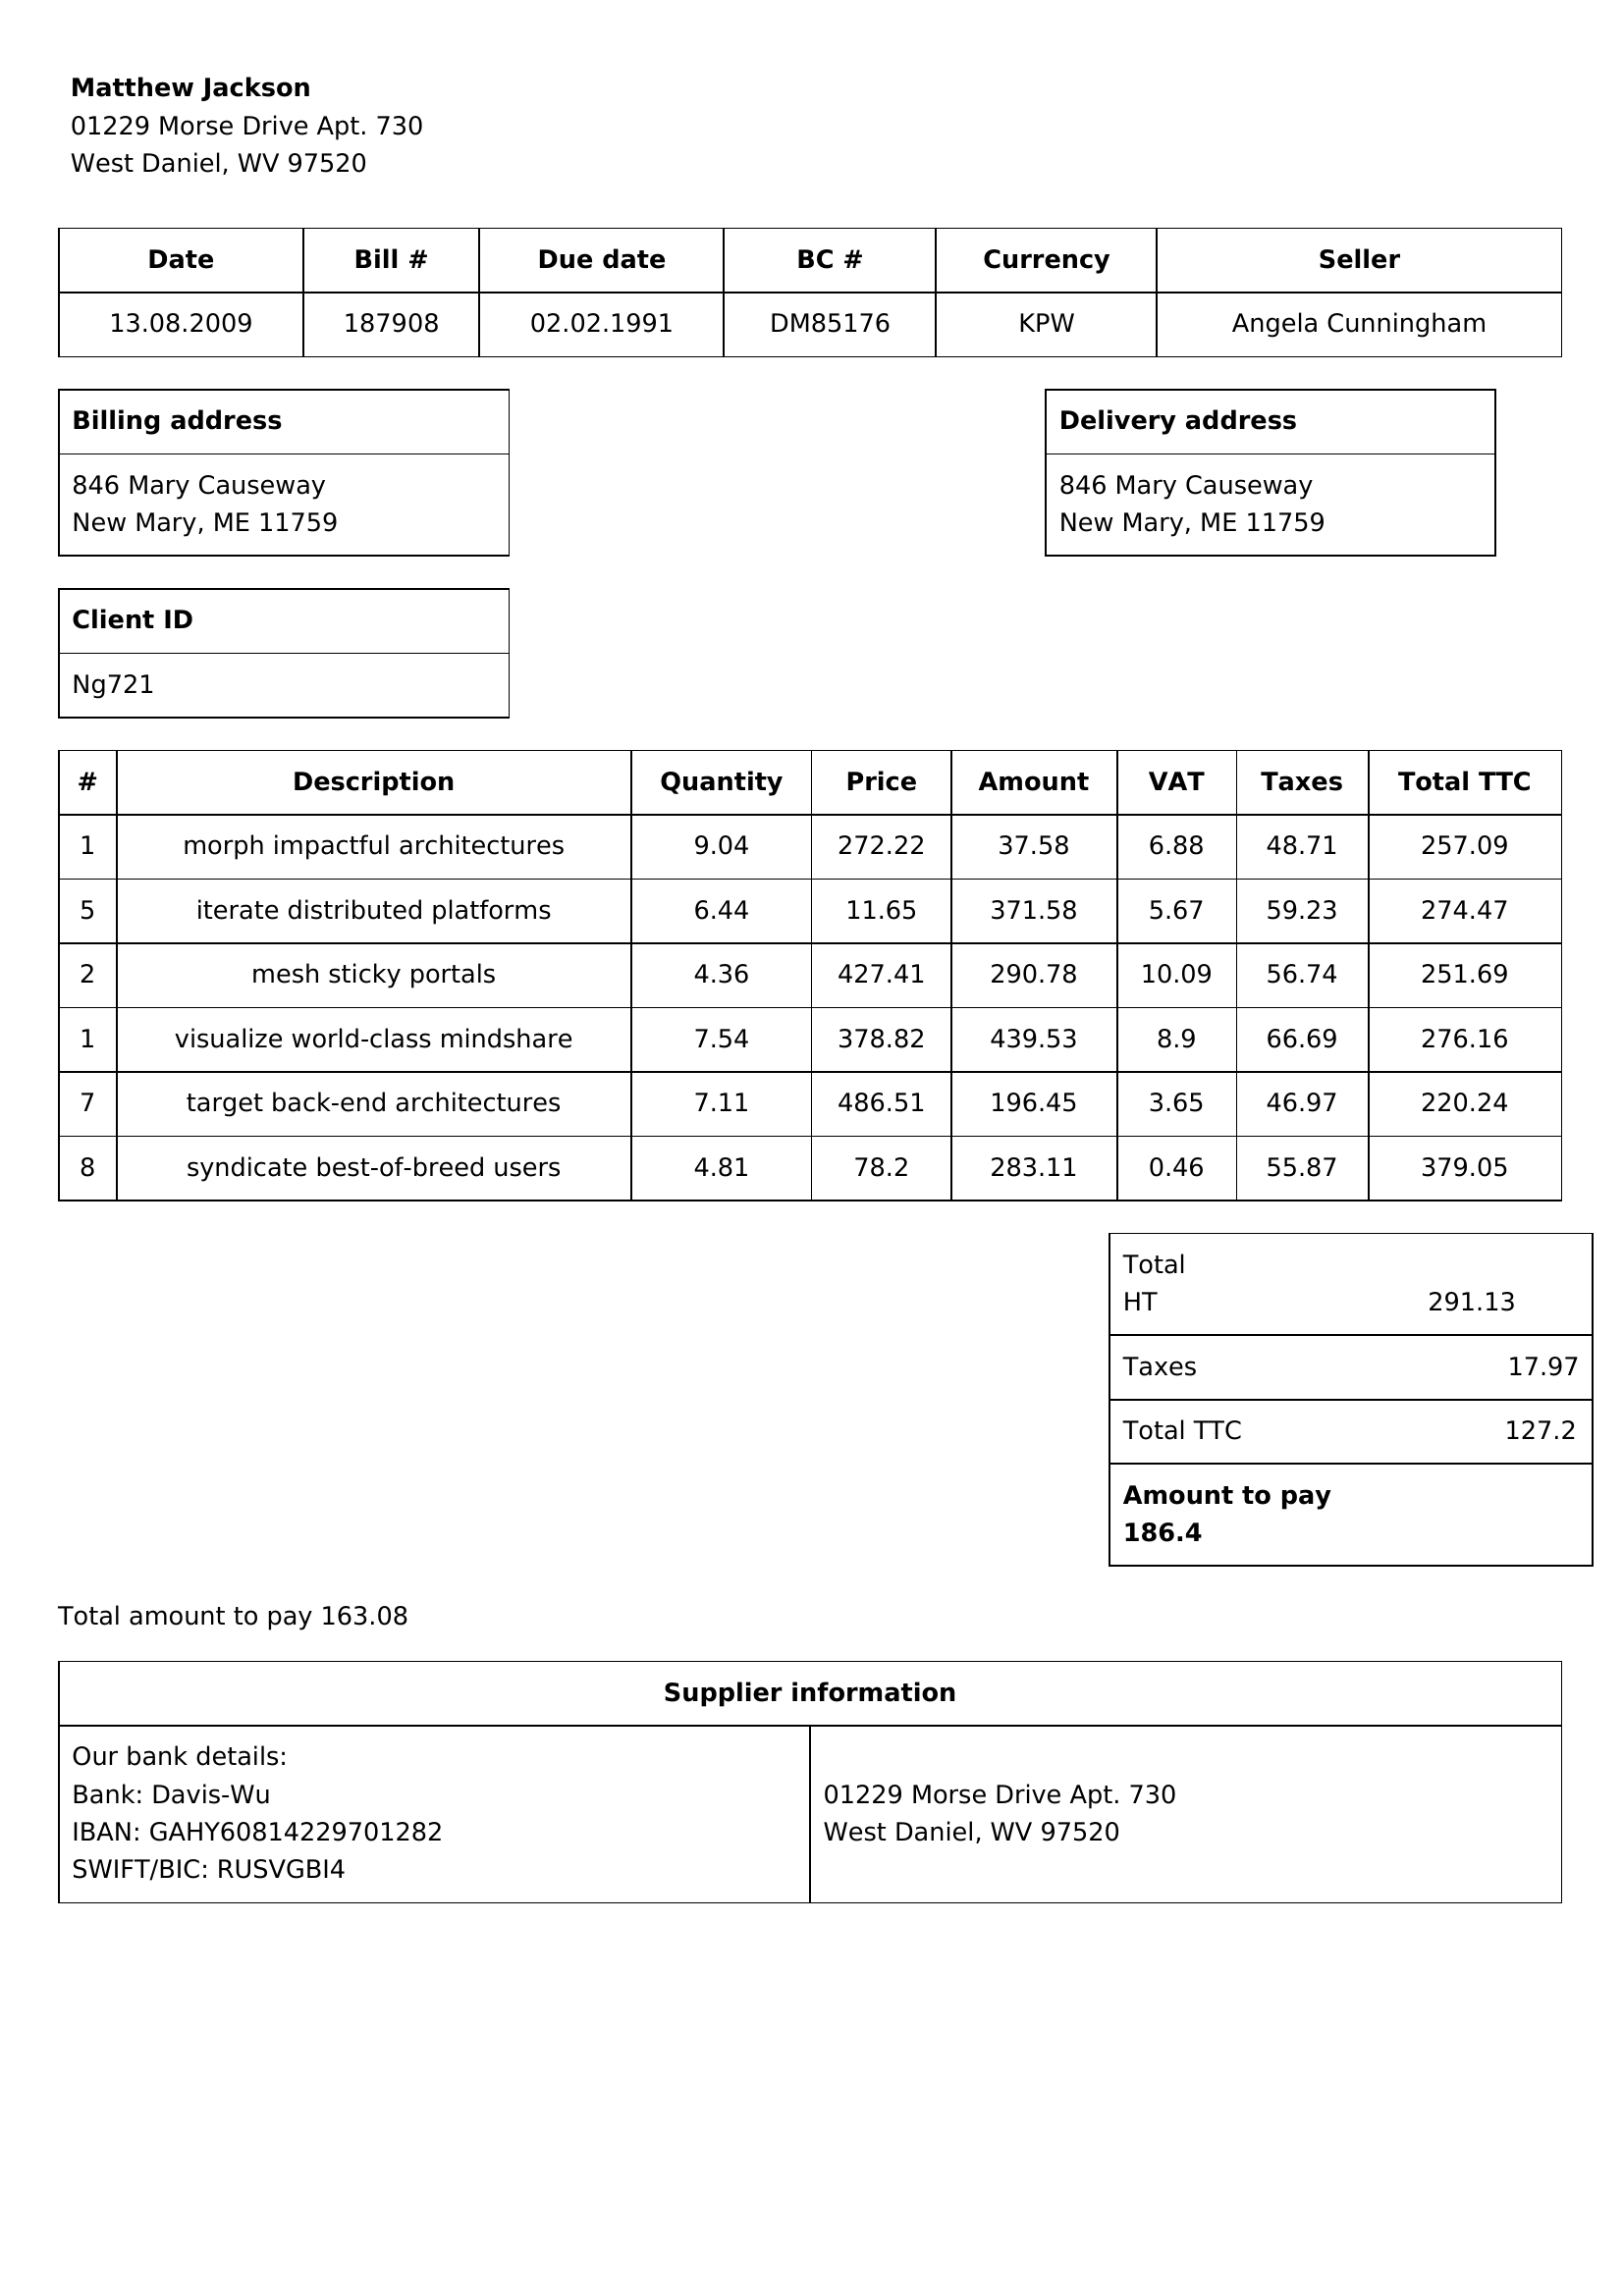 Matthew Jackson
01229 Morse Drive Apt. 730
West Daniel, WV 97520
Date Bill # Due date BC # Currency Seller
13.08.2009 187908 02.02.1991 DM85176 KPW Angela Cunningham
Billing address
846 Mary Causeway
New Mary, ME 11759
Delivery address
846 Mary Causeway
New Mary, ME 11759
Client ID
Ng721
# Description Quantity Price Amount VAT Taxes Total TTC
1 morph impactful architectures 9.04 272.22 37.58 6.88 48.71 257.09
5 iterate distributed platforms 6.44 11.65 371.58 5.67 59.23 274.47
2 mesh sticky portals 4.36 427.41 290.78 10.09 56.74 251.69
1 visualize world-class mindshare 7.54 378.82 439.53 8.9 66.69 276.16
7 target back-end architectures 7.11 486.51 196.45 3.65 46.97 220.24
8 syndicate best-of-breed users 4.81 78.2 283.11 0.46 55.87 379.05
Total
HT 291.13
Taxes 17.97
Total TTC 127.2
Amount to pay
186.4
Total amount to pay 163.08
Supplier information
Our bank details:
Bank: Davis-Wu
IBAN: GAHY60814229701282
SWIFT/BIC: RUSVGBI4
01229 Morse Drive Apt. 730
West Daniel, WV 97520